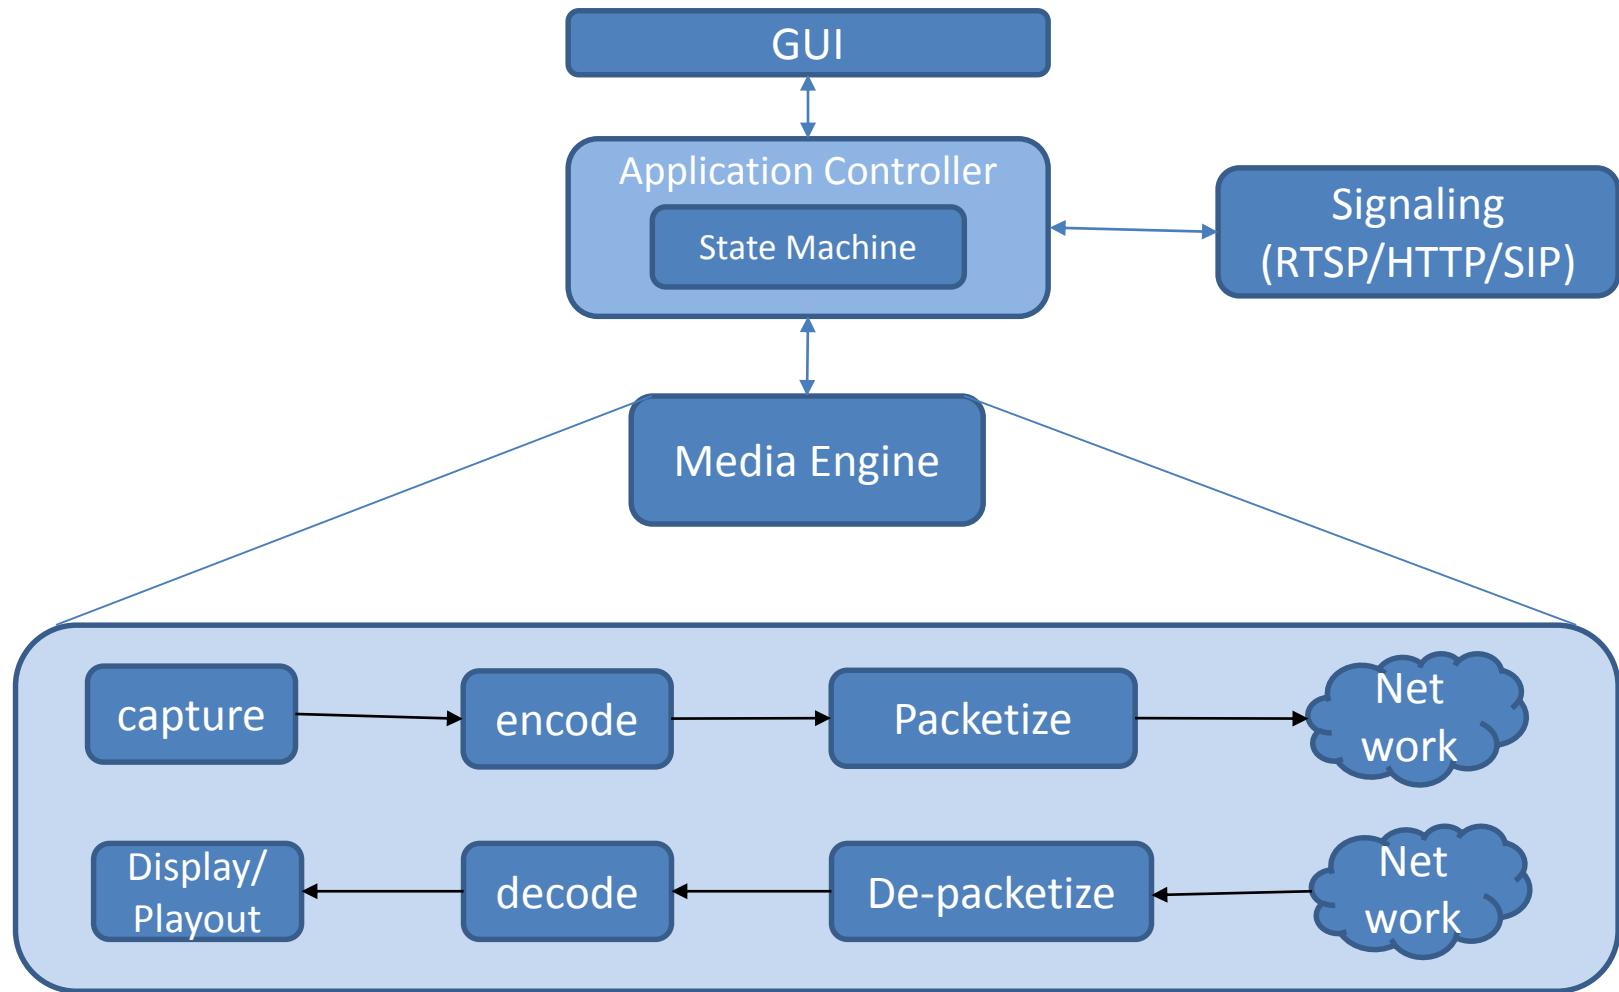 GUI
Application Controller
State Machine
Signaling
(RTSP/HTTP/SIP)
Media Engine
capture
encode
Packetize
Net
work
Display/
Playout
decode
De-packetize
Net
work